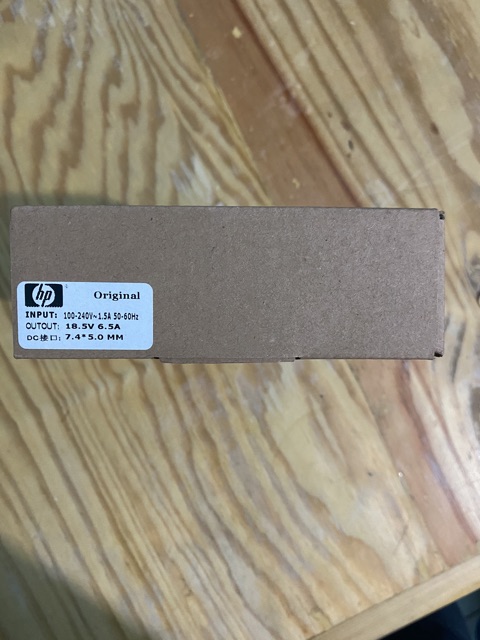 hp Original
INPUT: 100-240V~1.5A 50-60Hz
OUTOUT: 18.5V 6.5A
DC接口: 7.4*5.0 MM